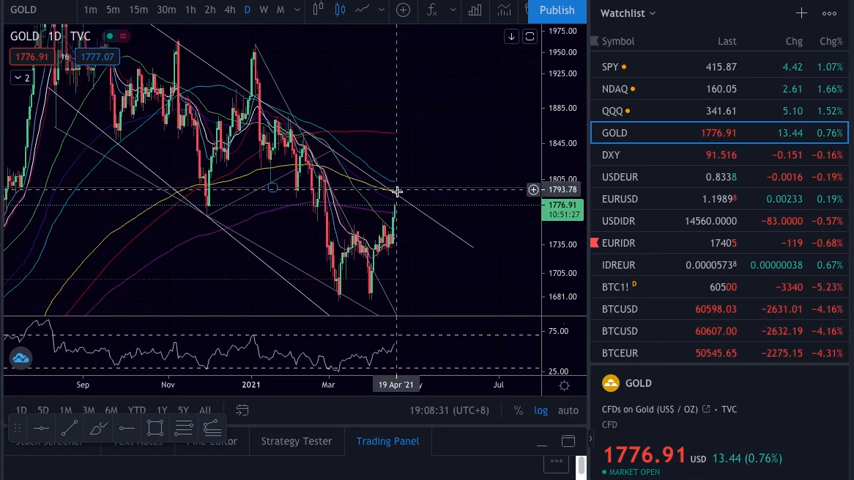 GOLD 1m 5m 15m 30m 1h 2h 4h D W M Publish
GOLD 1D TVC
1776.91 16 1777.07
2
1975.00
1950.00
1925.00
1885.00
1845.00
1805.00
1793.78
1776.91
10:51:27
1735.00
1705.00
1681.00
75.00
25.00
Sep Nov 2021 Mar 19 Apr '21 Jul
1D 5D 1M 3M 6M YTD 1Y 5Y All 19:08:31 (UTC+8) % log auto
Strategy Tester Trading Panel
Watchlist
Symbol Last Chg Chg%
SPY 415.87 4.42 1.07%
NDAQ 160.05 2.61 1.66%
QQQ 341.61 5.10 1.52%
GOLD 1776.91 13.44 0.76%
DXY 91.516 −0.151 −0.16%
USDEUR 0.8338 −0.0016 −0.19%
EURUSD 1.19898 0.00233 0.19%
USDIDR 14560.0000 −83.0000 −0.57%
EURIDR 17405 −119 −0.68%
IDREUR 0.00005738 0.00000038 0.67%
BTC1! D 60500 −3340 −5.23%
BTCUSD 60598.03 −2631.01 −4.16%
BTCUSD 60607.00 −2632.19 −4.16%
BTCEUR 50545.65 −2275.15 −4.31%
GOLD
CFDs on Gold (US$ / OZ) TVC
CFD
1776.91 USD 13.44 (0.76%)
MARKET OPEN